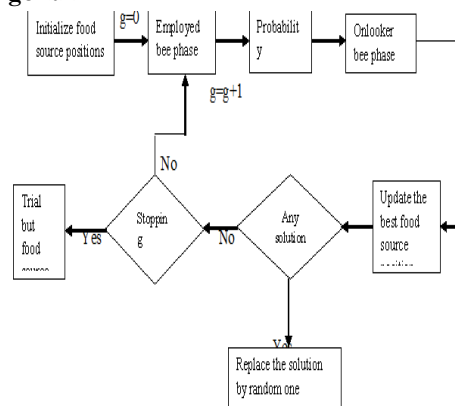 g=0
Initialize food
source positions
Employed
bee phase
Probabilit
y
Onlooker
bee phase
g=g+1
No
Trial
but
food
Yes
Stoppin
g
No
Any
solution
Update the
best food
source
Replace the solution
by random one